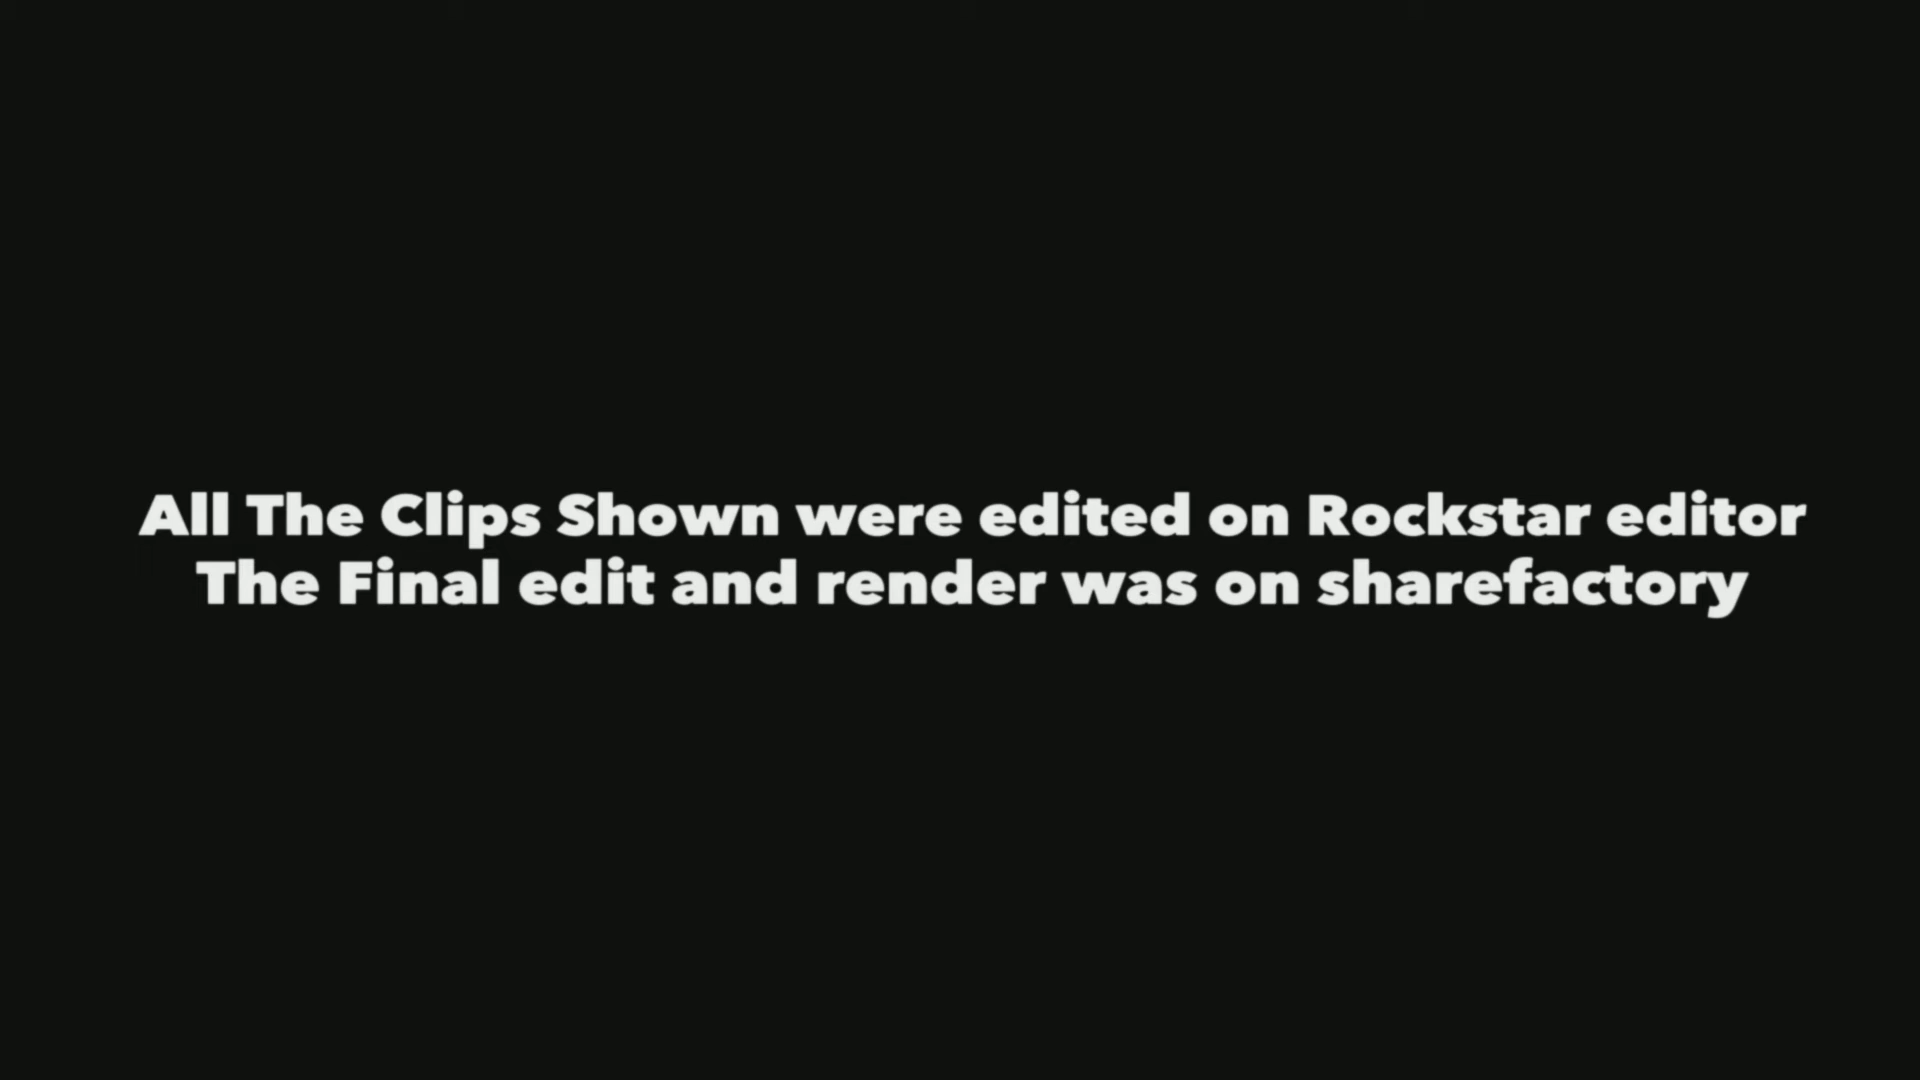 All The Clips Shown were edited on Rockstar editor
The Final edit and render was on sharefactory